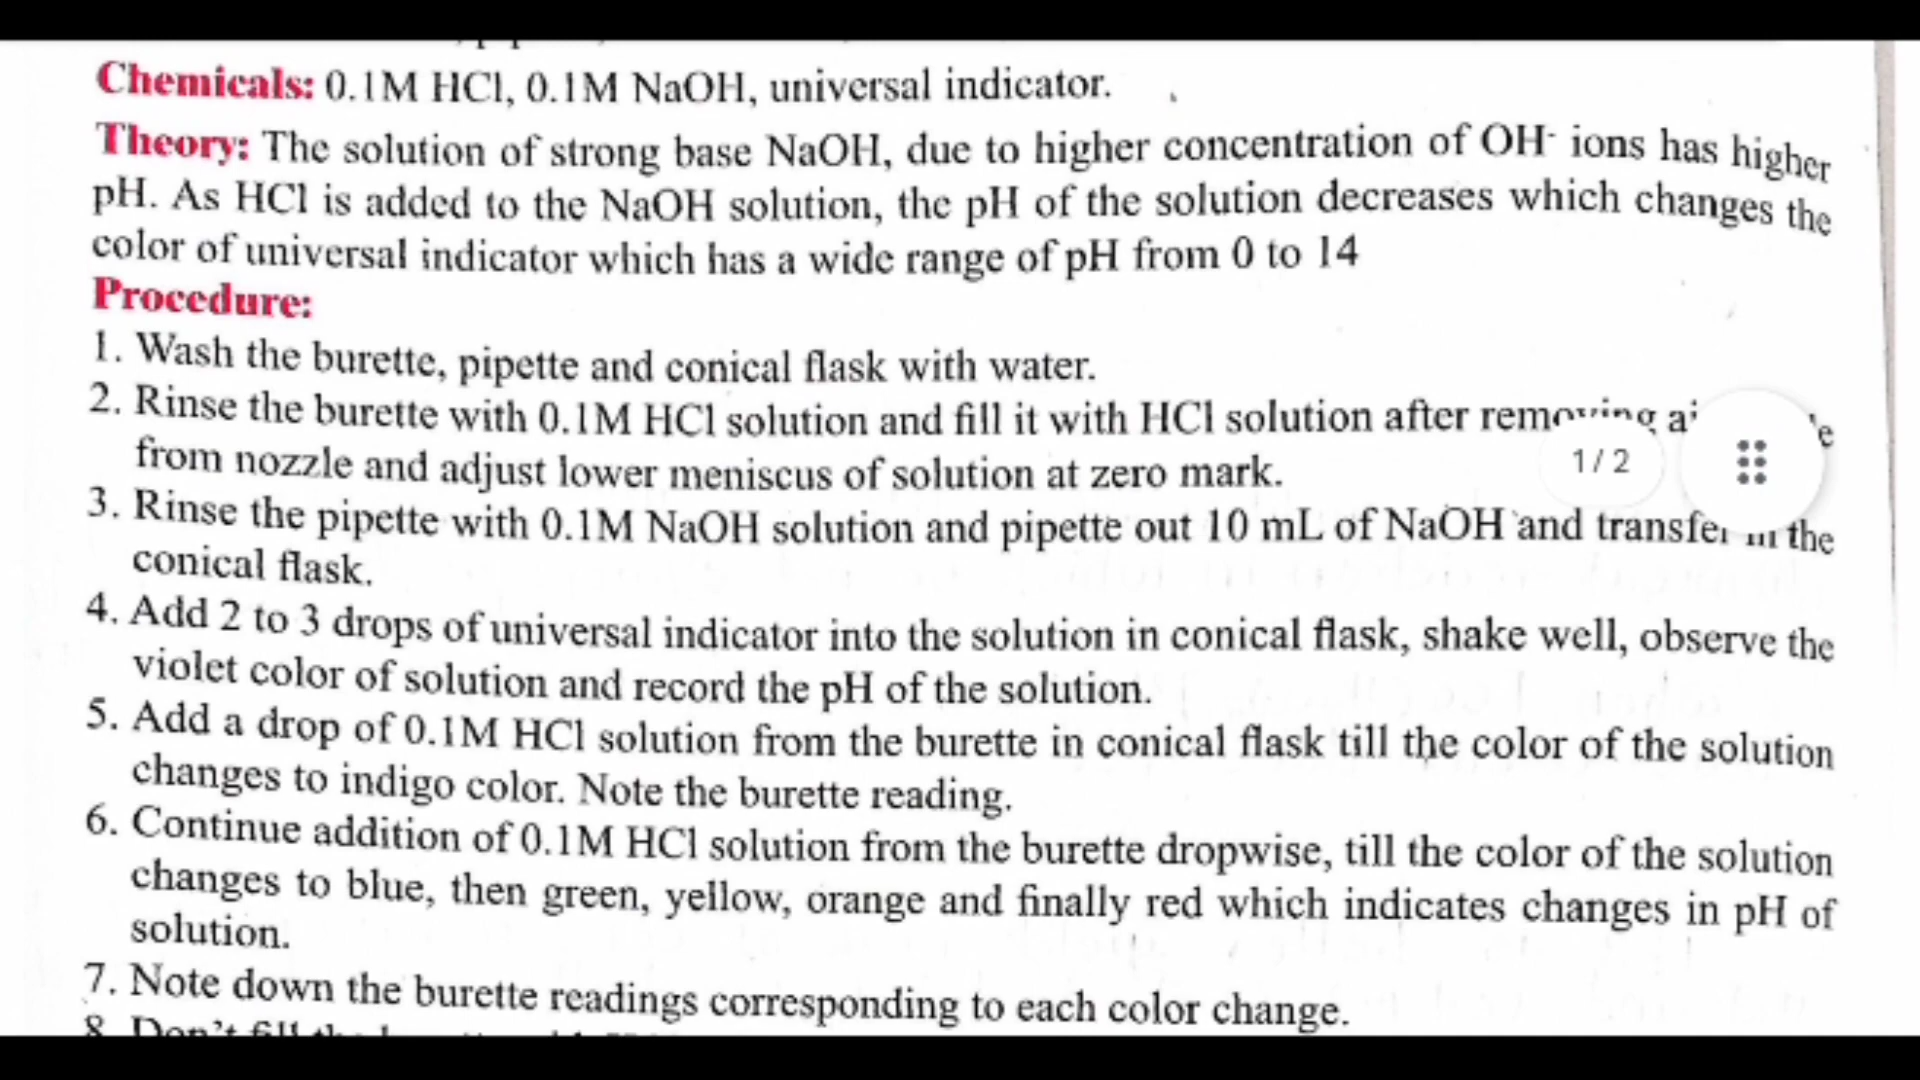 Chemicals: 0.1M HCl, 0.1M NaOH, universal indicator.
Theory: The solution of strong base NaOH, due to higher concentration of OH- ions has higher
pH. As HCl is added to the NaOH solution, the pH of the solution decreases which changes the
color of universal indicator which has a wide range of pH from 0 to 14
Procedure:
1. Wash the burette, pipette and conical flask with water.
2. Rinse the burette with 0.1M HCl solution and fill it with HCl solution after removing
from nozzle and adjust lower meniscus of solution at zero mark.
1/2
3. Rinse the pipette with 0.1M NaOH solution and pipette out 10 mL of NaOH and transfer the
conical flask.
4. Add 2 to 3 drops of universal indicator into the solution in conical flask, shake well, observe the
violet color of solution and record the pH of the solution.
5. Add a drop of 0.1M HCl solution from the burette in conical flask till the color of the solution
changes to indigo color. Note the burette reading.
6. Continue addition of 0.1M HCl solution from the burette dropwise, till the color of the solution
changes to blue, then green, yellow, orange and finally red which indicates changes in pH of
solution.
7. Note down the burette readings corresponding to each color change.
8. Don't fill the